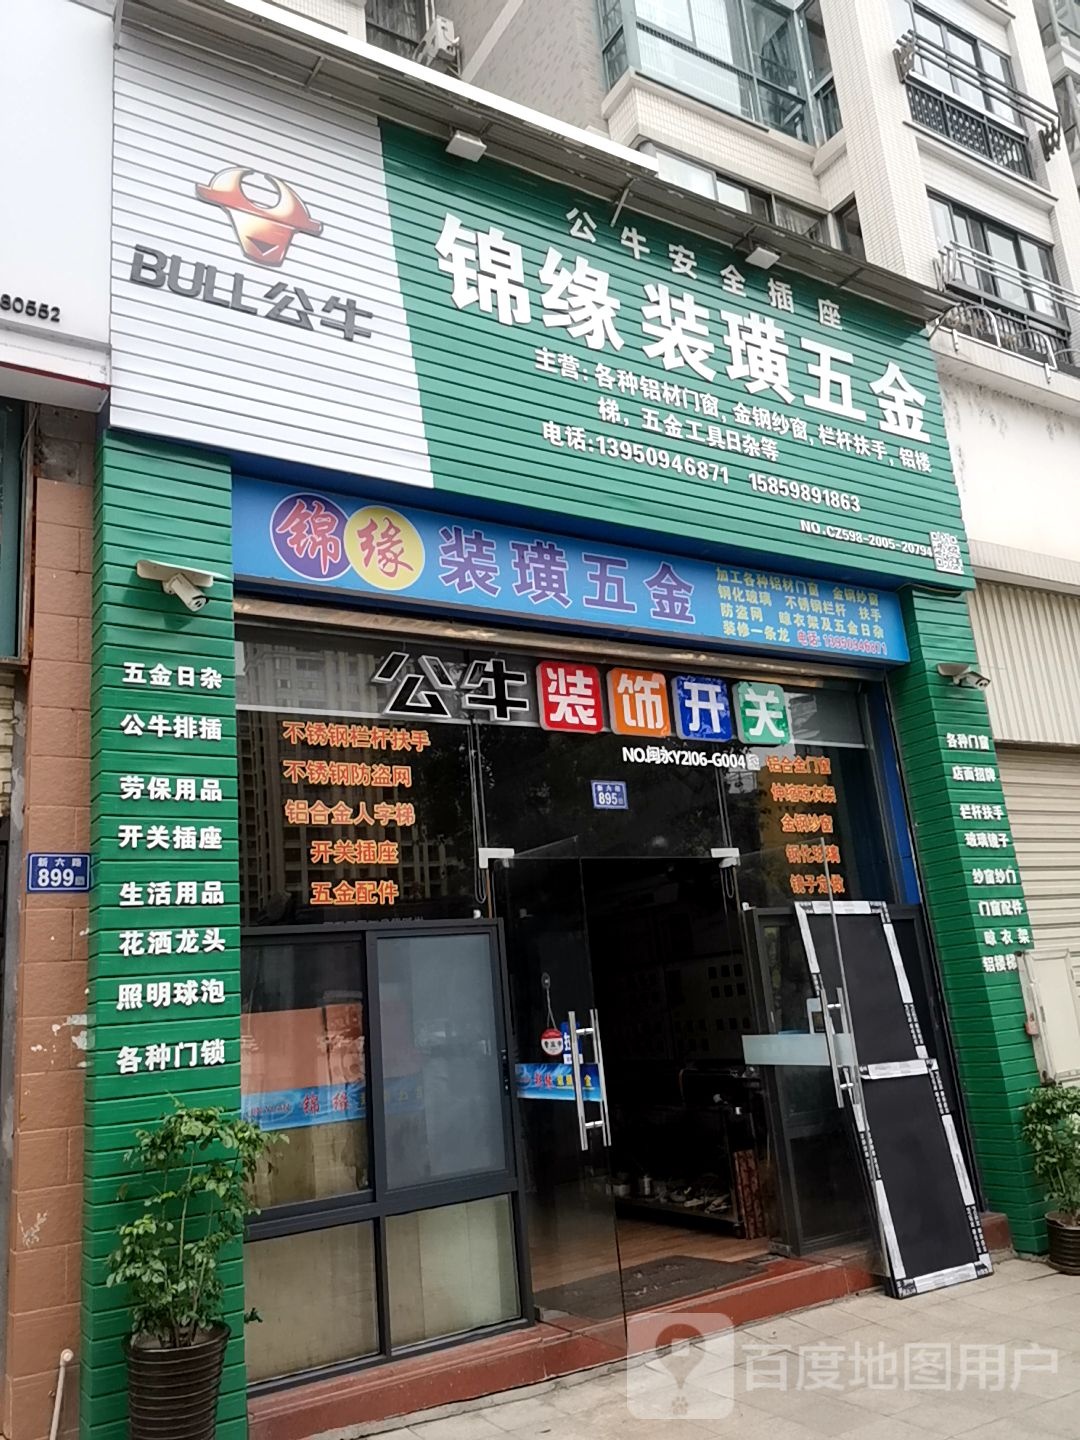 80552
BULL公牛
公牛安全插座
锦缘装璜五金
主营:各种铝材门窗,金钢纱窗,栏杆扶手,铝楼
梯,五金工具日杂等
电话:13950946871 15859891863
NO.CZ598-2005-20794
锦缘装璜五金
加工各种铝材门窗 金钢纱窗
钢化玻璃 不锈钢栏杆 扶手
防盗网 晾衣架及五金日杂
装修一条龙 电话:13950946871
公牛装饰开关
NO.闽永Y2106-G004
五金日杂
公牛排插
劳保用品
开关插座
生活用品
花洒龙头
照明球泡
各种门锁
不锈钢栏杆扶手
不锈钢防盗网
铝合金人字梯
开关插座
五金配件
新六路
895
铝合金门窗
伸缩晾衣架
金钢纱窗
钢化玻璃
镜子定做
各种门窗
店面招牌
栏杆扶手
玻璃镜子
纱窗纱门
门窗配件
晾衣架
铝楼梯
新六路
899
锦缘
百度地图用户